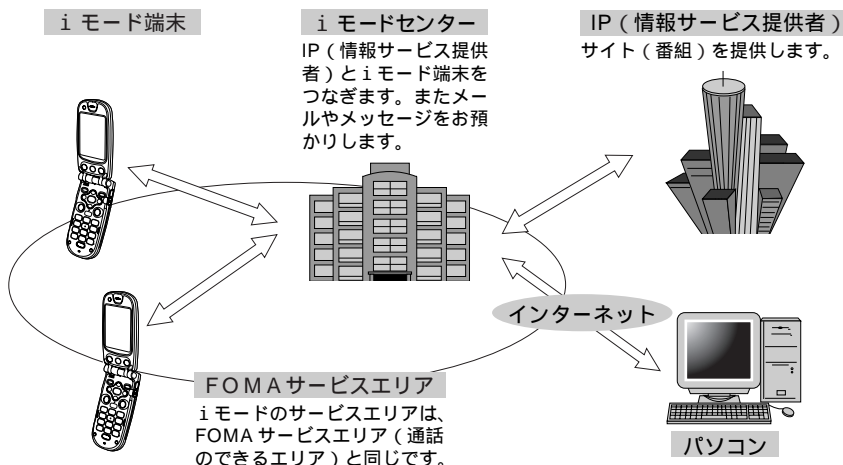 iモード端末
iモードセンター
IP（情報サービス提供
者）とiモード端末を
つなぎます。またメー
ルやメッセージをお預
かりします。
IP（情報サービス提供者）
サイト（番組）を提供します。
インターネット
FOMAサービスエリア
iモードのサービスエリアは、
FOMAサービスエリア（通話
のできるエリア）と同じです。
パソコン